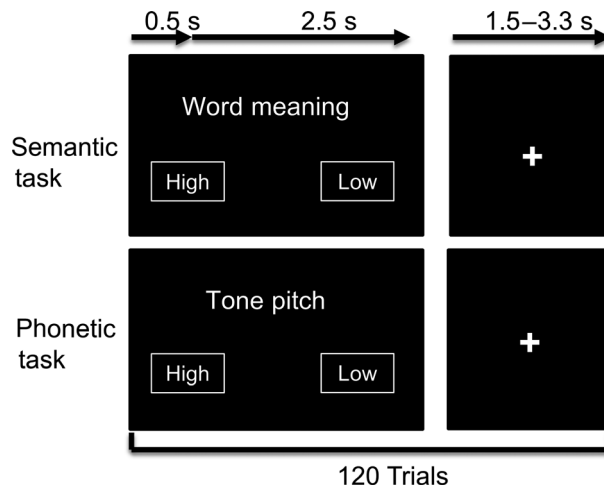 0.5 s 2.5 s 1.5–3.3 s
Semantic
task
Word meaning
High Low
+
Phonetic
task
Tone pitch
High Low
+
120 Trials